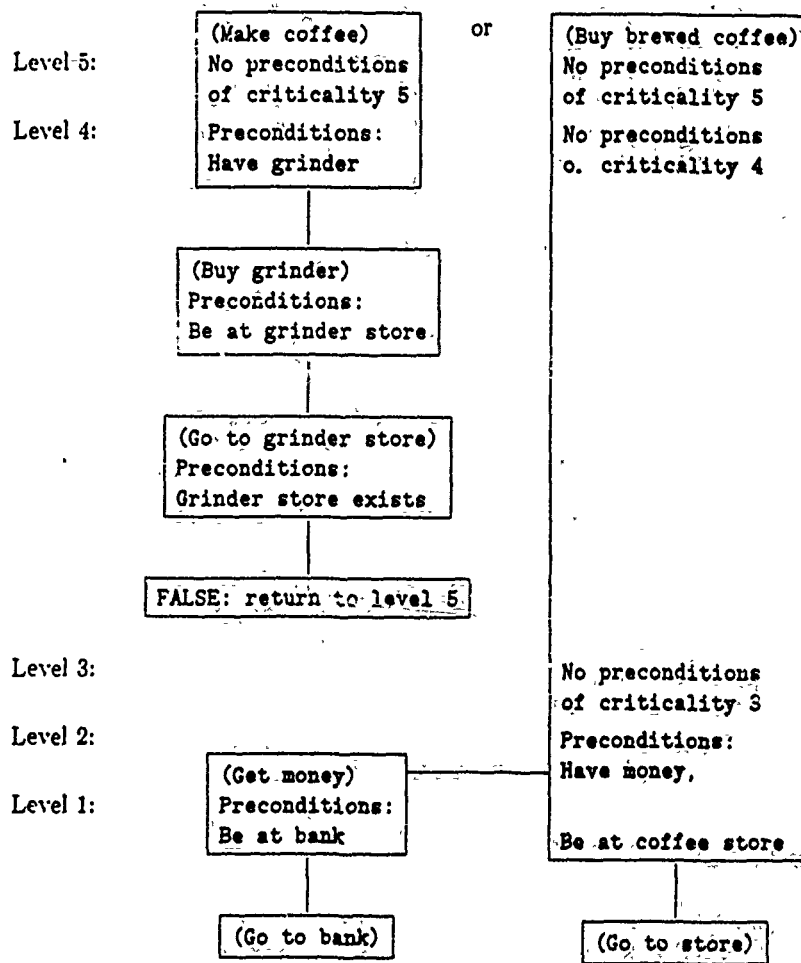 (Make coffee)
or
(Buy brewed coffee)
Level 5:
No preconditions
of criticality 5
No preconditions
of criticality 5
Level 4:
Preconditions:
Have grinder
No preconditions
o. criticality 4
(Buy grinder)
Preconditions:
Be at grinder store
(Go to grinder store)
Preconditions:
Grinder store exists
FALSE: return to level 5
Level 3:
No preconditions
of criticality 3
Level 2:
Preconditions:
Have money,
(Get money)
Level 1:
Preconditions:
Be at bank
Be at coffee store
(Go to bank)
(Go to store)